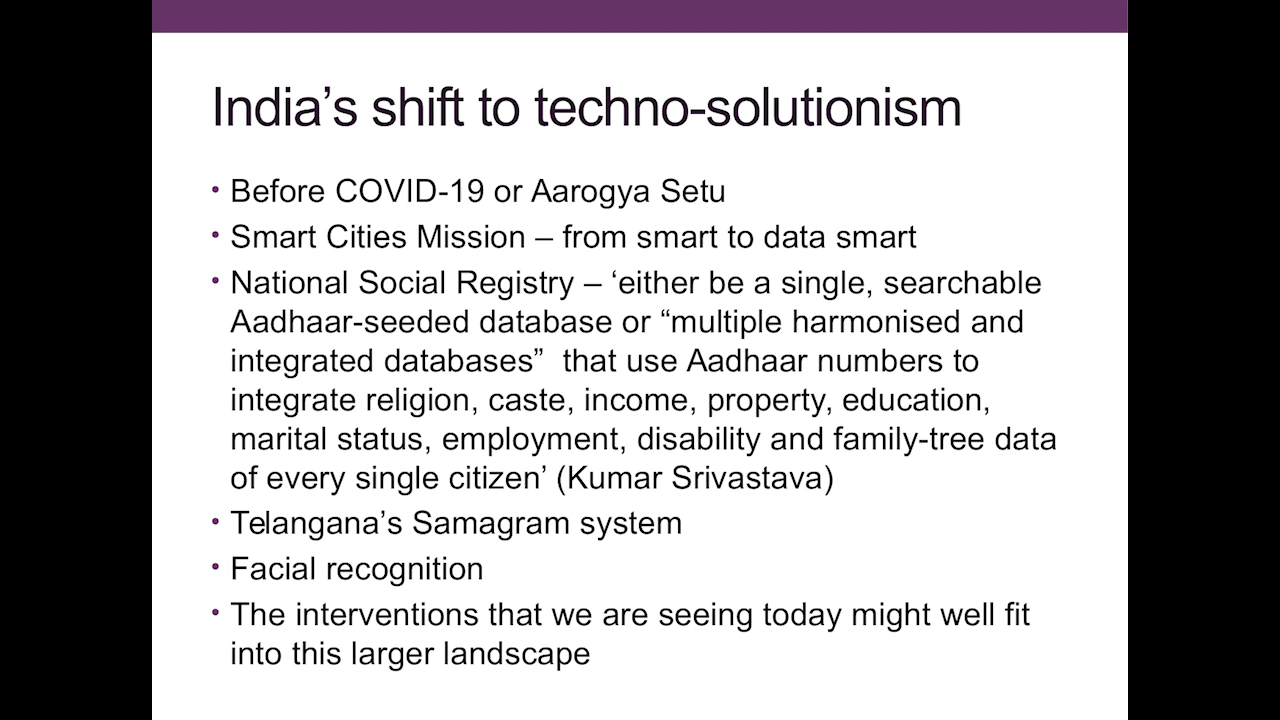 India’s shift to techno-solutionism
• Before COVID-19 or Aarogya Setu
• Smart Cities Mission – from smart to data smart
• National Social Registry – ‘either be a single, searchable
Aadhaar-seeded database or “multiple harmonised and
integrated databases”  that use Aadhaar numbers to
integrate religion, caste, income, property, education,
marital status, employment, disability and family-tree data
of every single citizen’ (Kumar Srivastava)
• Telangana’s Samagram system
• Facial recognition
• The interventions that we are seeing today might well fit
into this larger landscape